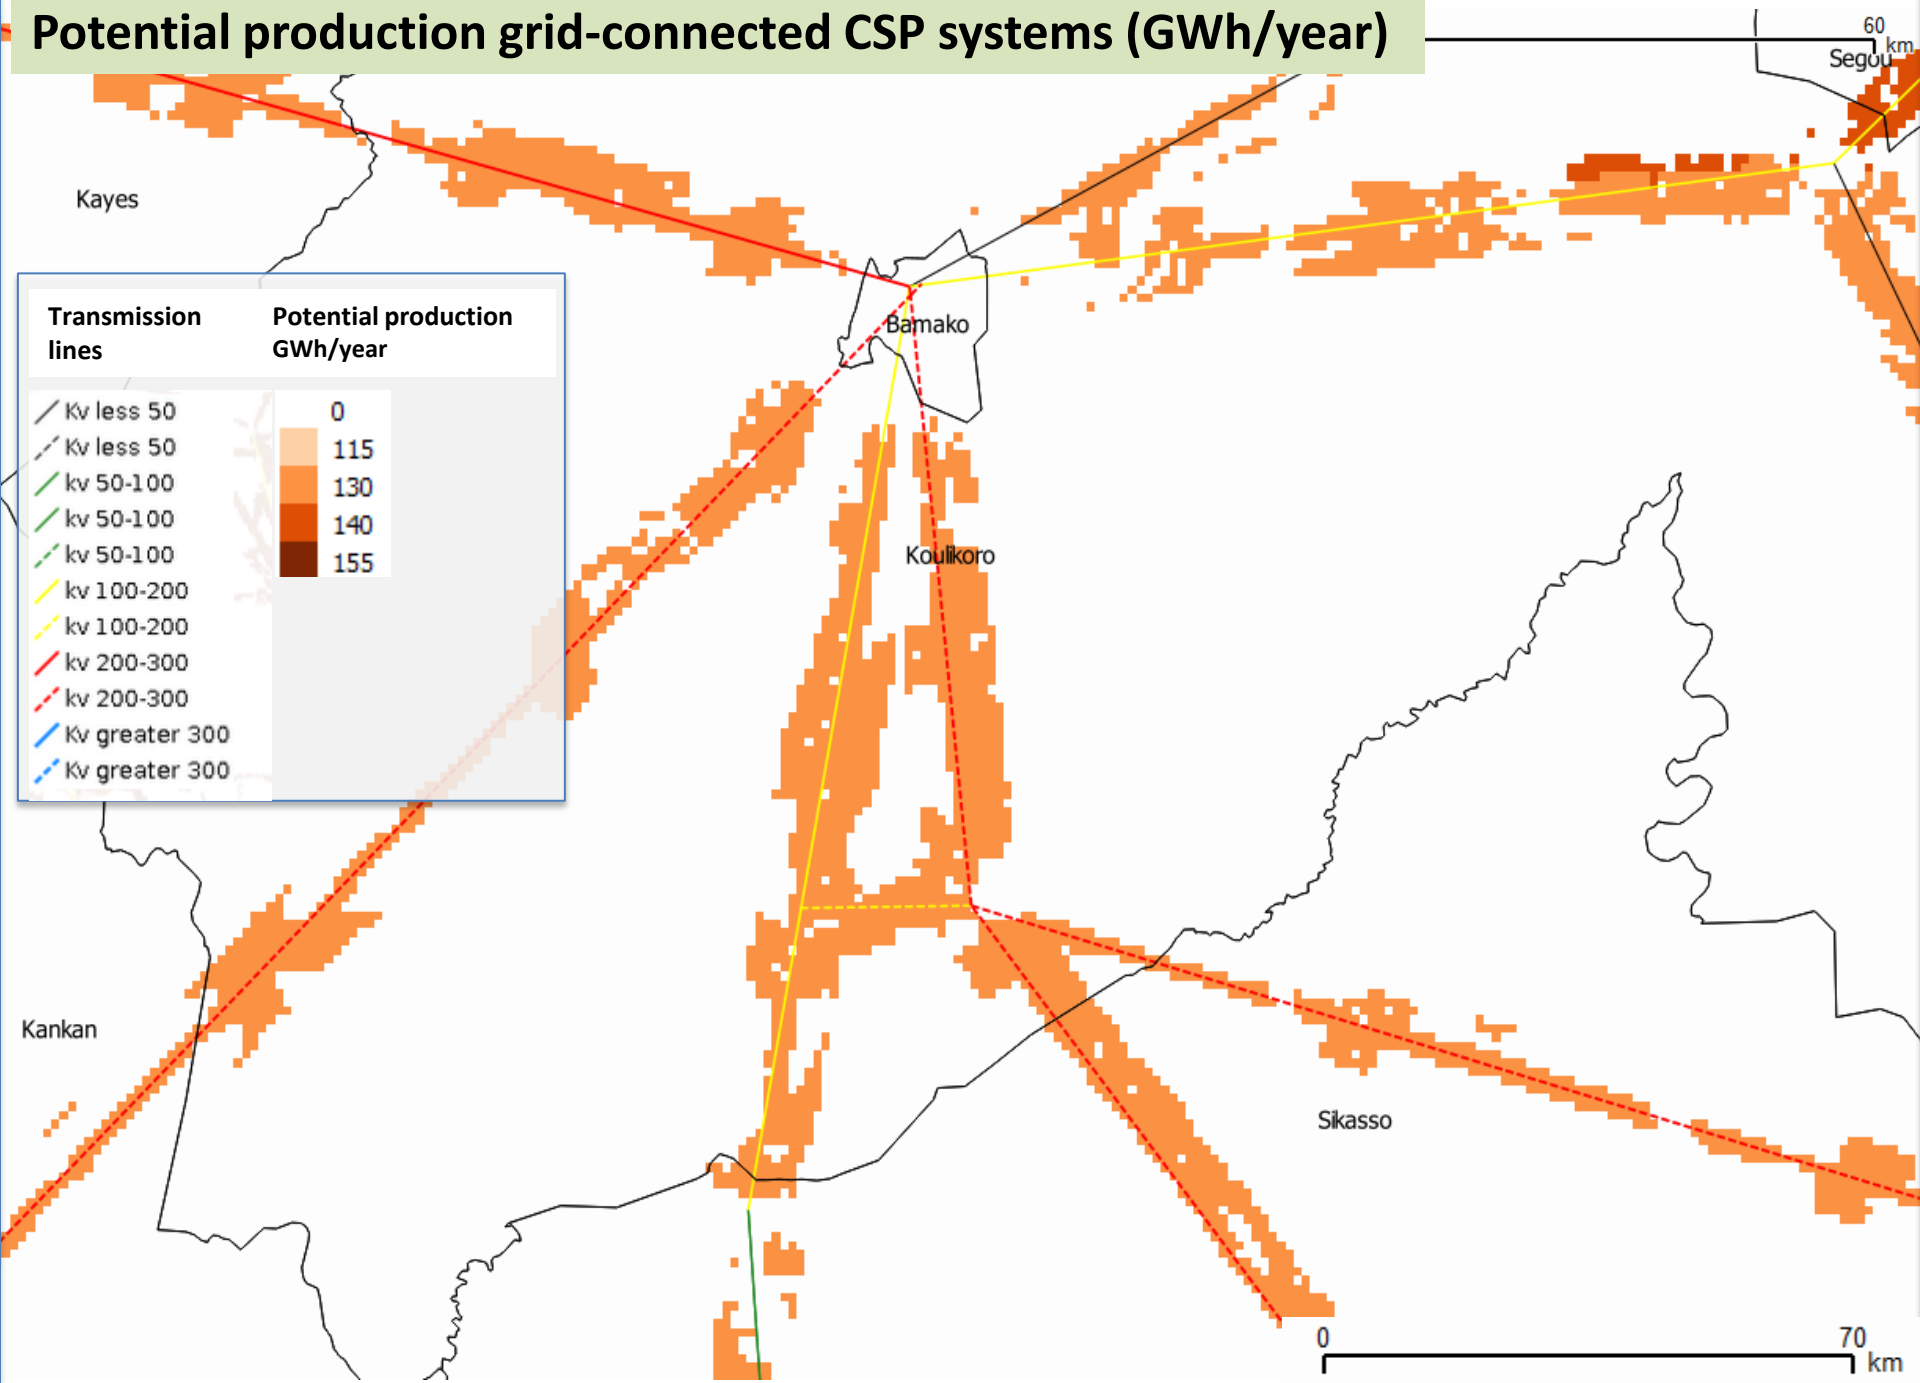 Potential production grid-connected CSP systems (GWh/year)
60
km
Segou
Kayes
Transmission
lines
Potential production
GWh/year
Bamako
Kv less 50
Kv less 50
kv 50-100
kv 50-100
kv 50-100
kv 100-200
kv 100-200
kv 200-300
kv 200-300
Kv greater 300
Kv greater 300
0
115
130
140
155
Koulikoro
Kankan
Sikasso
0
70
km